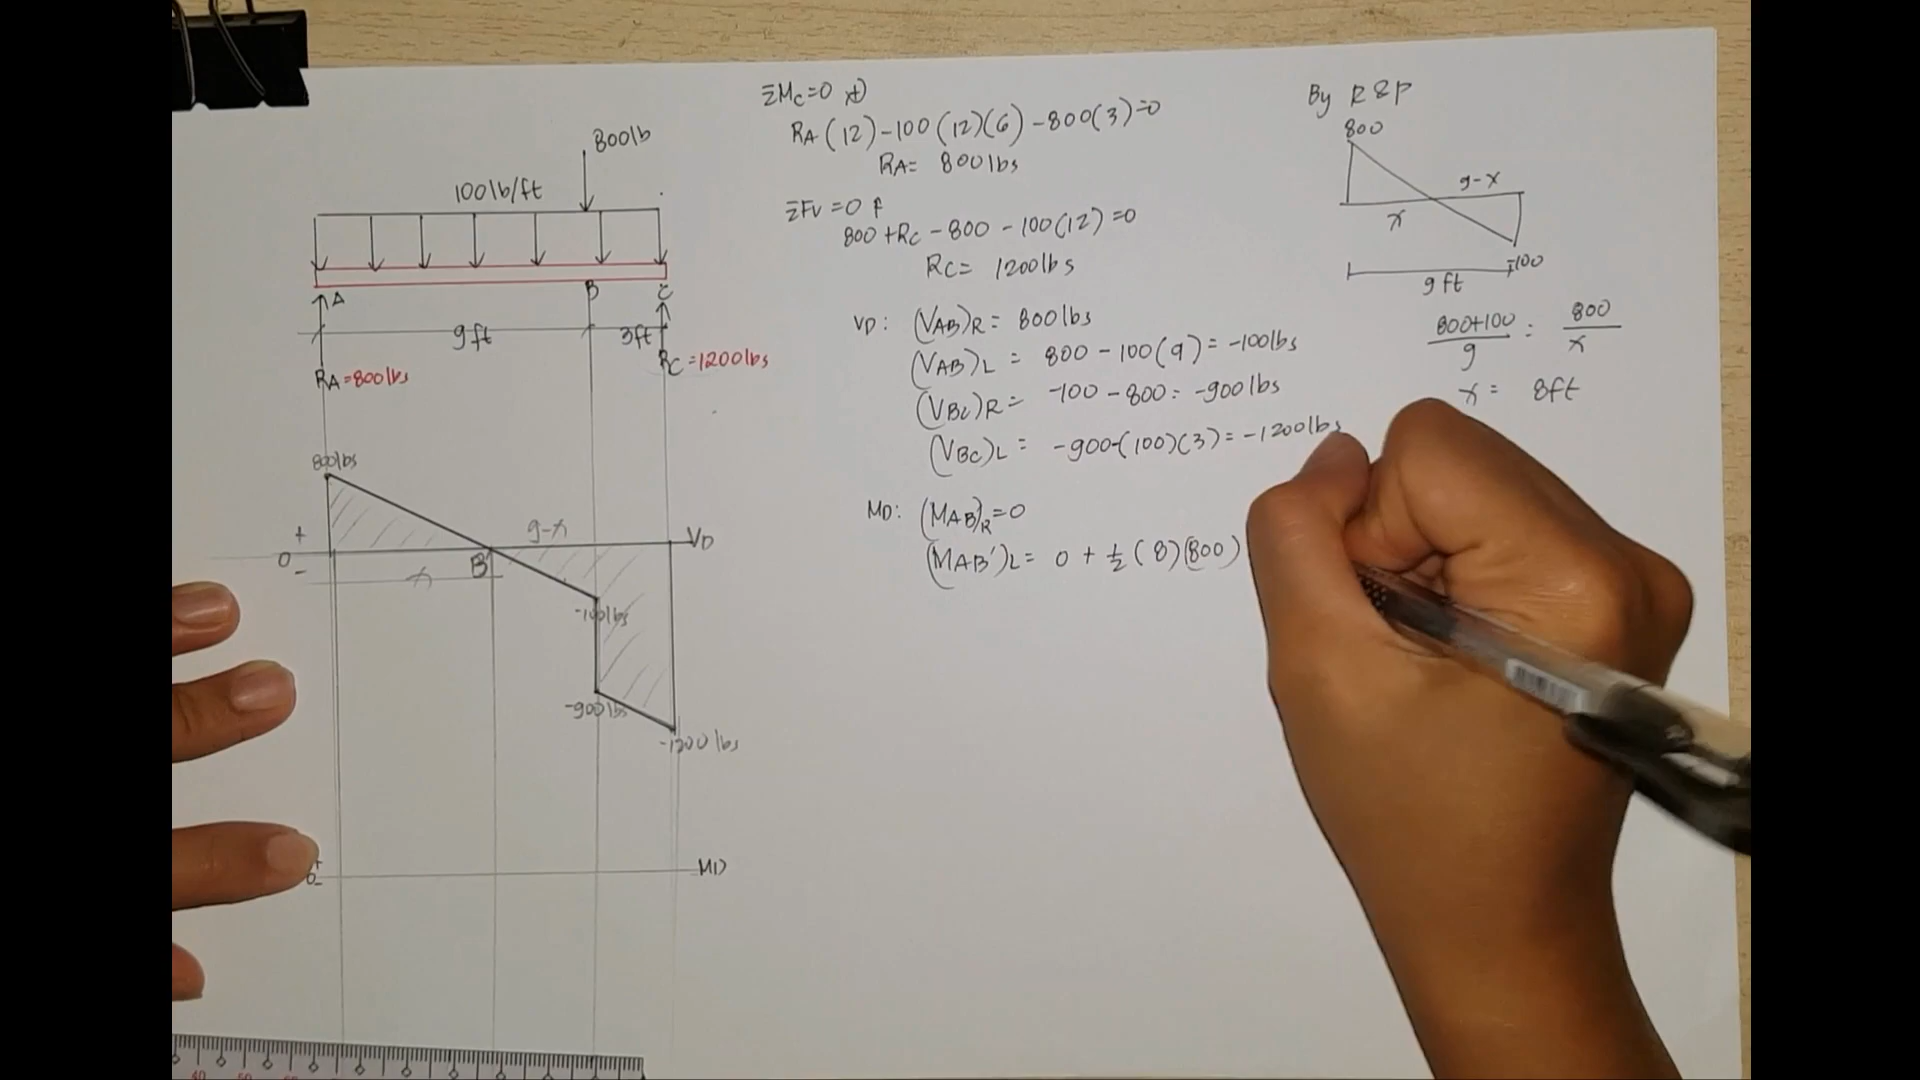 800lb
100lb/ft
A
B
C
9ft
3ft
RA=800lbs
RC=1200lbs
800lbs
+
0
-
9-x
VD
B'
x
-100lbs
-900lbs
-1200lbs
+
0
-
MD
ΣMC=0
RA(12)-100(12)(6)-800(3)=0
RA= 800lbs
ΣFV=0
800+RC-800-100(12)=0
RC= 1200lbs
VD: (VAB)R= 800lbs
(VAB)L = 800-100(9)=-100lbs
(VBC)R= -100-800= -900lbs
(VBC)L = -900-(100)(3)=-1200lbs
MD: (MAB)R=0
(MAB')L= 0+½(8)(800)
By R&P
800
9-x
x
-100
9ft
800+100/9 = 800/x
x= 8ft
40
50